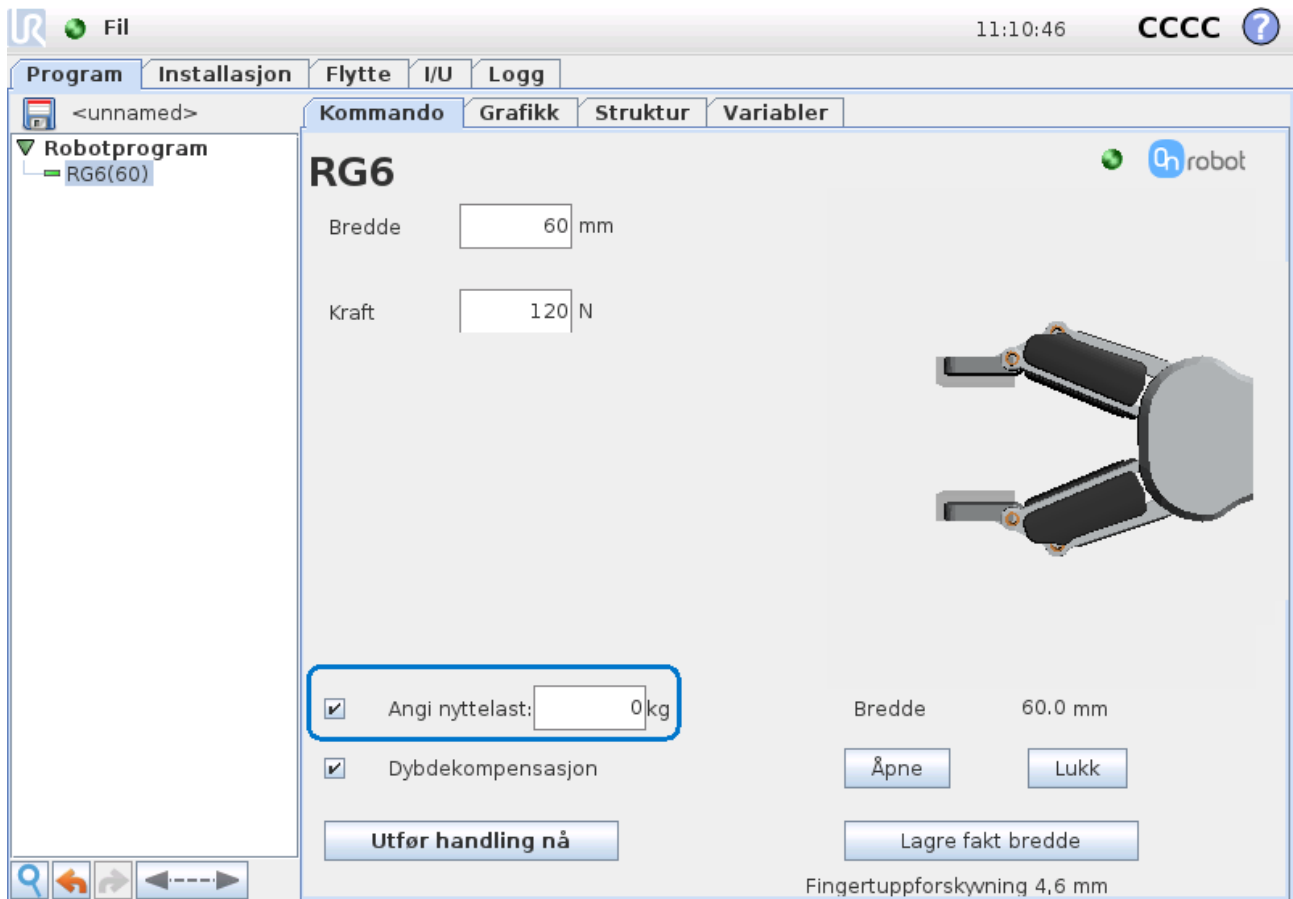 UR Fil 11:10:46 CCCC ?
Program Installasjon Flytte I/U Logg
<unnamed> Kommando Grafikk Struktur Variabler
Robotprogram
RG6(60)
RG6 On robot
Bredde 60 mm
Kraft 120 N
Angi nyttelast: 0 kg Bredde 60.0 mm
Dybdekompensasjon Åpne Lukk
Utfør handling nå Lagre fakt bredde
Fingertuppforskyvning 4,6 mm